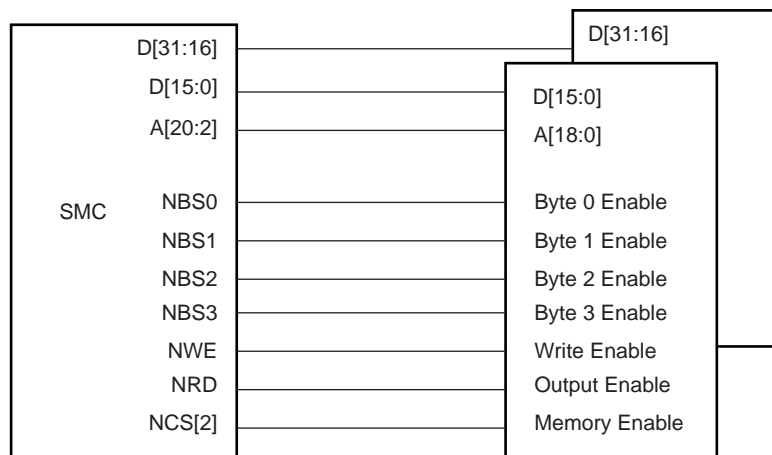 D[31:16] D[31:16]
D[15:0] D[15:0]
A[20:2] A[18:0]
SMC NBS0 Byte 0 Enable
NBS1 Byte 1 Enable
NBS2 Byte 2 Enable
NBS3 Byte 3 Enable
NWE Write Enable
NRD Output Enable
NCS[2] Memory Enable